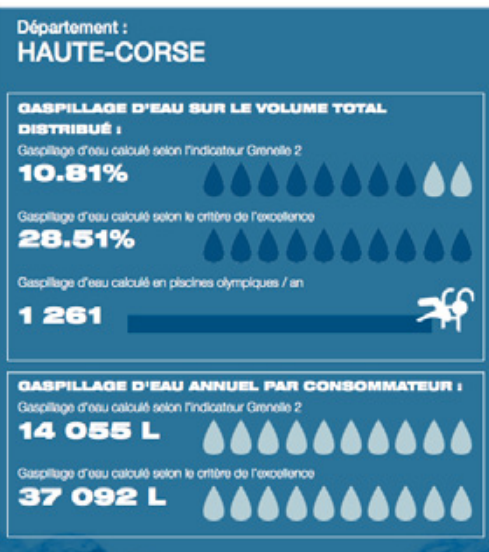 Département :
HAUTE-CORSE
GASPILLAGE D'EAU SUR LE VOLUME TOTAL
DISTRIBUÉ :
Gaspillage d'eau calculé selon l'indicateur Grenelle 2
10.81%
Gaspillage d'eau calculé selon le critère de l'excellence
28.51%
Gaspillage d'eau calculé en piscines olympiques / an
1 261
GASPILLAGE D'EAU ANNUEL PAR CONSOMMATEUR :
Gaspillage d'eau calculé selon l'indicateur Grenelle 2
14 055 L
Gaspillage d'eau calculé selon le critère de l'excellence
37 092 L